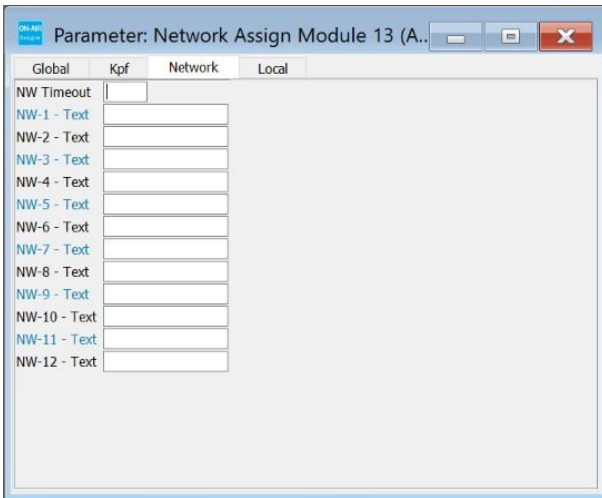 ON-AIR
Designer
Parameter: Network Assign Module 13 (A..
Global Kpf Network Local
NW Timeout
NW-1 - Text
NW-2 - Text
NW-3 - Text
NW-4 - Text
NW-5 - Text
NW-6 - Text
NW-7 - Text
NW-8 - Text
NW-9 - Text
NW-10 - Text
NW-11 - Text
NW-12 - Text